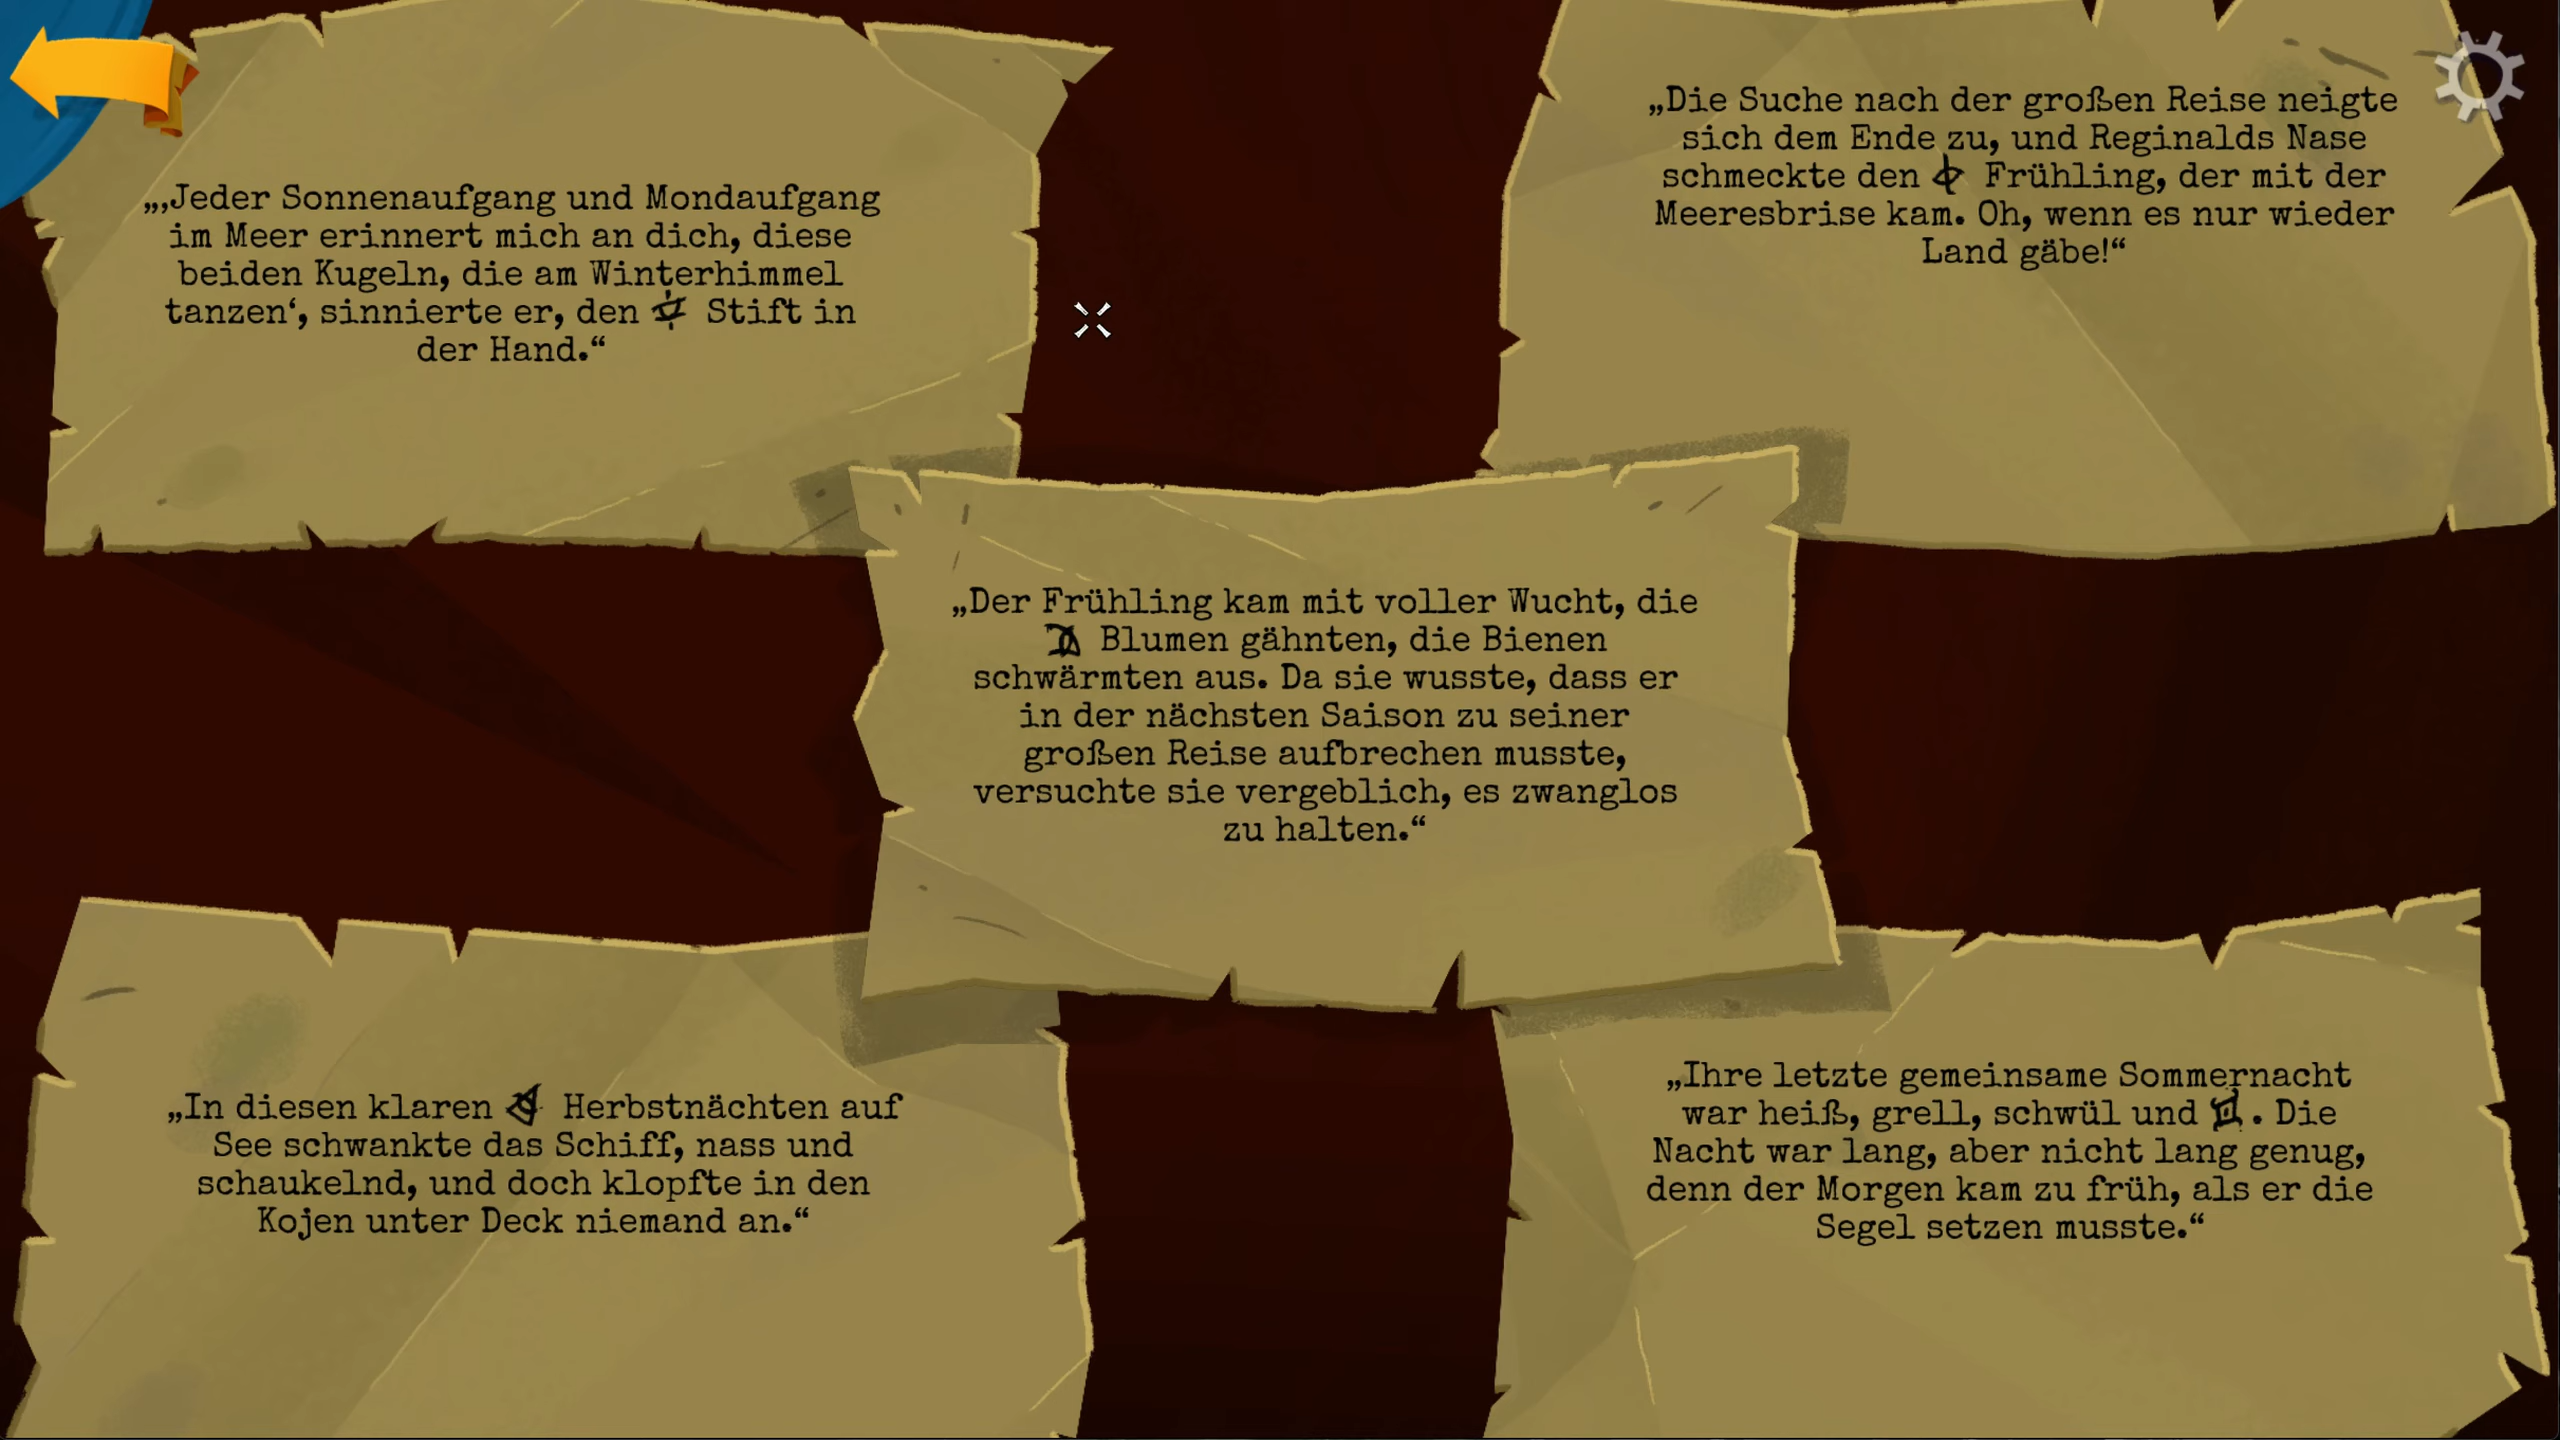 „‚Jeder Sonnenaufgang und Mondaufgang
im Meer erinnert mich an dich, diese
beiden Kugeln, die am Winterhimmel
tanzen‘, sinnierte er, den Stift in
der Hand.“
„Die Suche nach der großen Reise neigte
sich dem Ende zu, und Reginalds Nase
schmeckte den Frühling, der mit der
Meeresbrise kam. Oh, wenn es nur wieder
Land gäbe!“
„Der Frühling kam mit voller Wucht, die
Blumen gähnten, die Bienen
schwärmten aus. Da sie wusste, dass er
in der nächsten Saison zu seiner
großen Reise aufbrechen musste,
versuchte sie vergeblich, es zwanglos
zu halten.“
„In diesen klaren Herbstnächten auf
See schwankte das Schiff, nass und
schaukelnd, und doch klopfte in den
Kojen unter Deck niemand an.“
„Ihre letzte gemeinsame Sommernacht
war heiß, grell, schwül und . Die
Nacht war lang, aber nicht lang genug,
denn der Morgen kam zu früh, als er die
Segel setzen musste.“